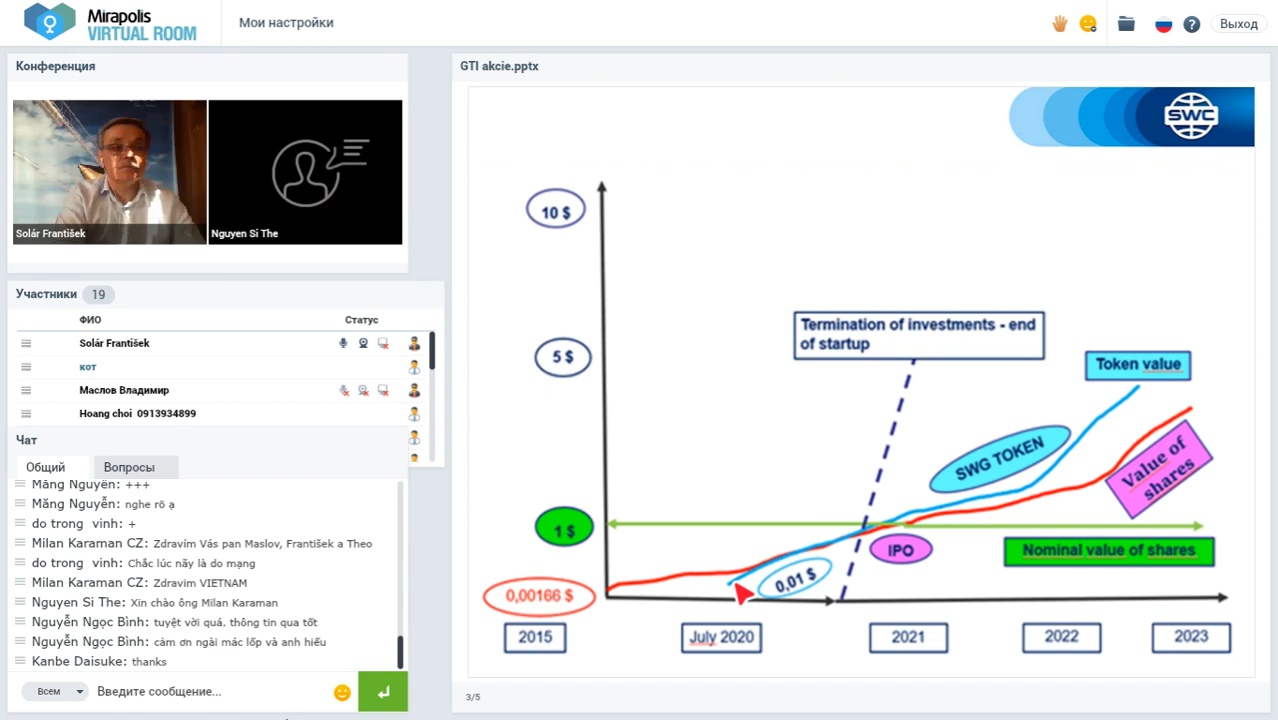 Mirapolis
VIRTUAL ROOM
Мои настройки
?
Выход
Конференция
Solár František
Nguyen Si The
Участники 19
ФИО Статус
Solár František
кот
Маслов Владимир
Hoang choi 0913934899
Чат
Общий Вопросы
Măng Nguyễn: +++
Măng Nguyễn: nghe rõ ạ
do trong vinh: +
Milan Karaman CZ: Zdravím Vás pan Maslov, František a Theo
do trong vinh: Chắc lúc nãy là do mạng
Milan Karaman CZ: Zdravim VIETNAM
Nguyen Si The: Xin chào ông Milan Karaman
Nguyễn Ngọc Bình: tuyệt vời quá. thông tin qua tốt
Nguyễn Ngọc Bình: cảm ơn ngài mác lốp và anh hiếu
Kanbe Daisuke: thanks
Всем Введите сообщение...
GTI akcie.pptx
SWC
10 $
Termination of investments - end
of startup
5 $
Token value
SWG TOKEN
Value of
shares
1 $
IPO
Nominal value of shares
0,01 $
0,00166 $
2015
July 2020
2021
2022
2023
3/5